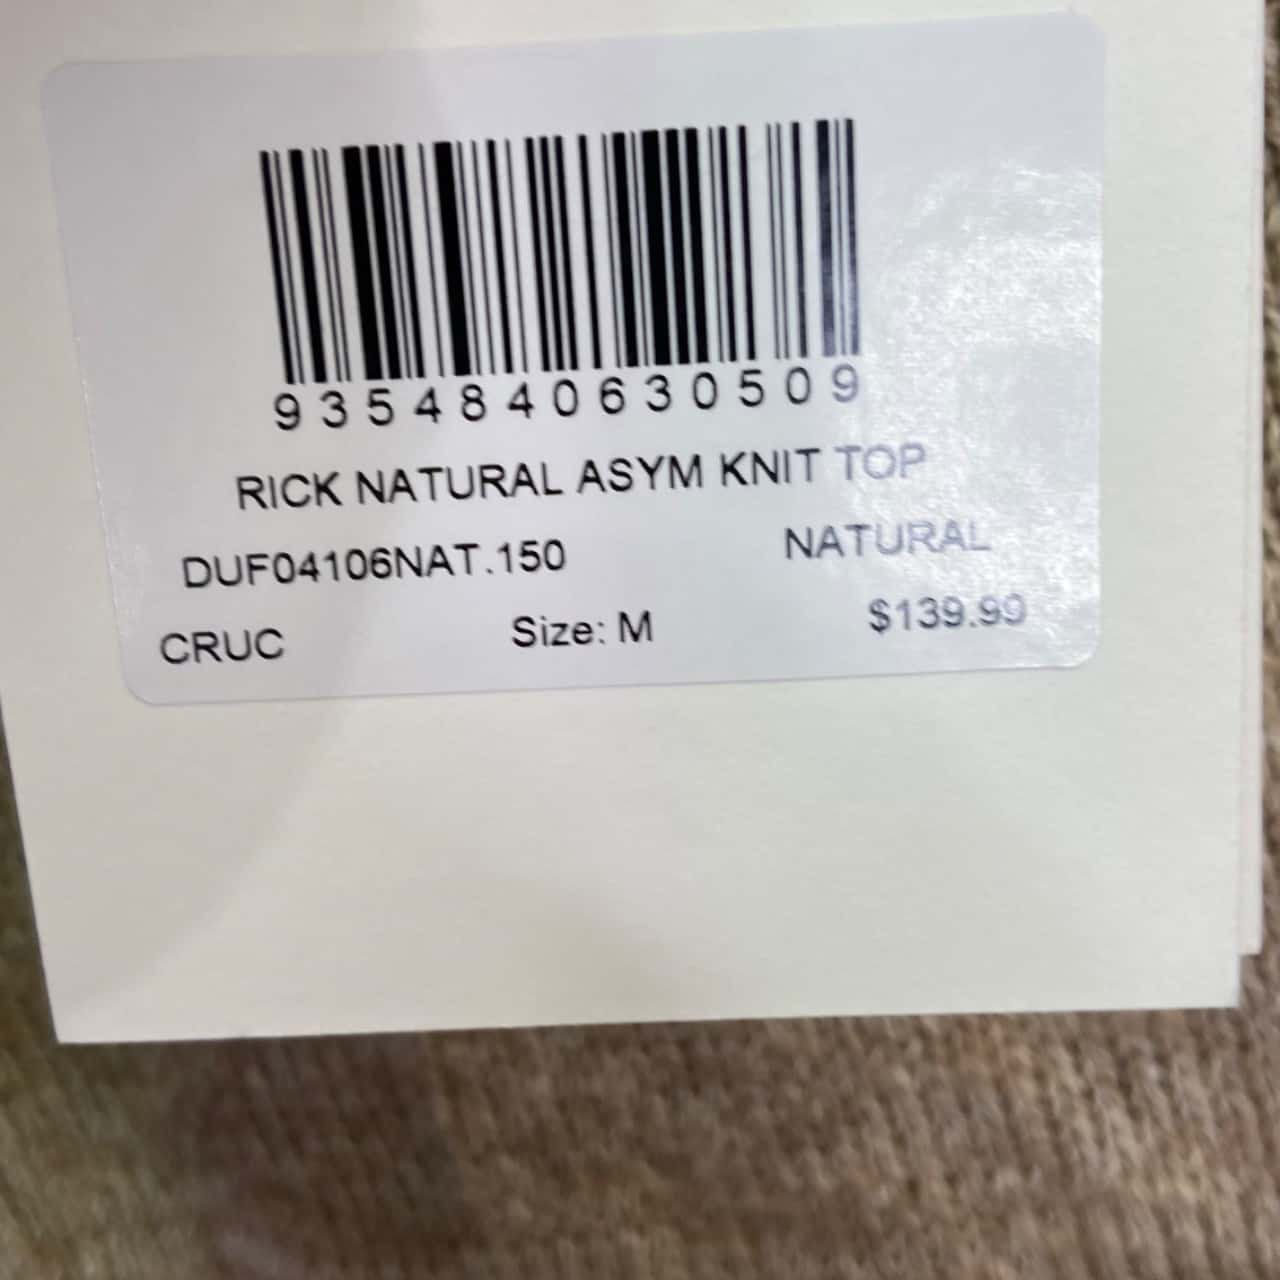 9354840630509
RICK NATURAL ASYM KNIT TOP
DUF04106NAT.150 NATURAL
CRUC Size: M $139.99